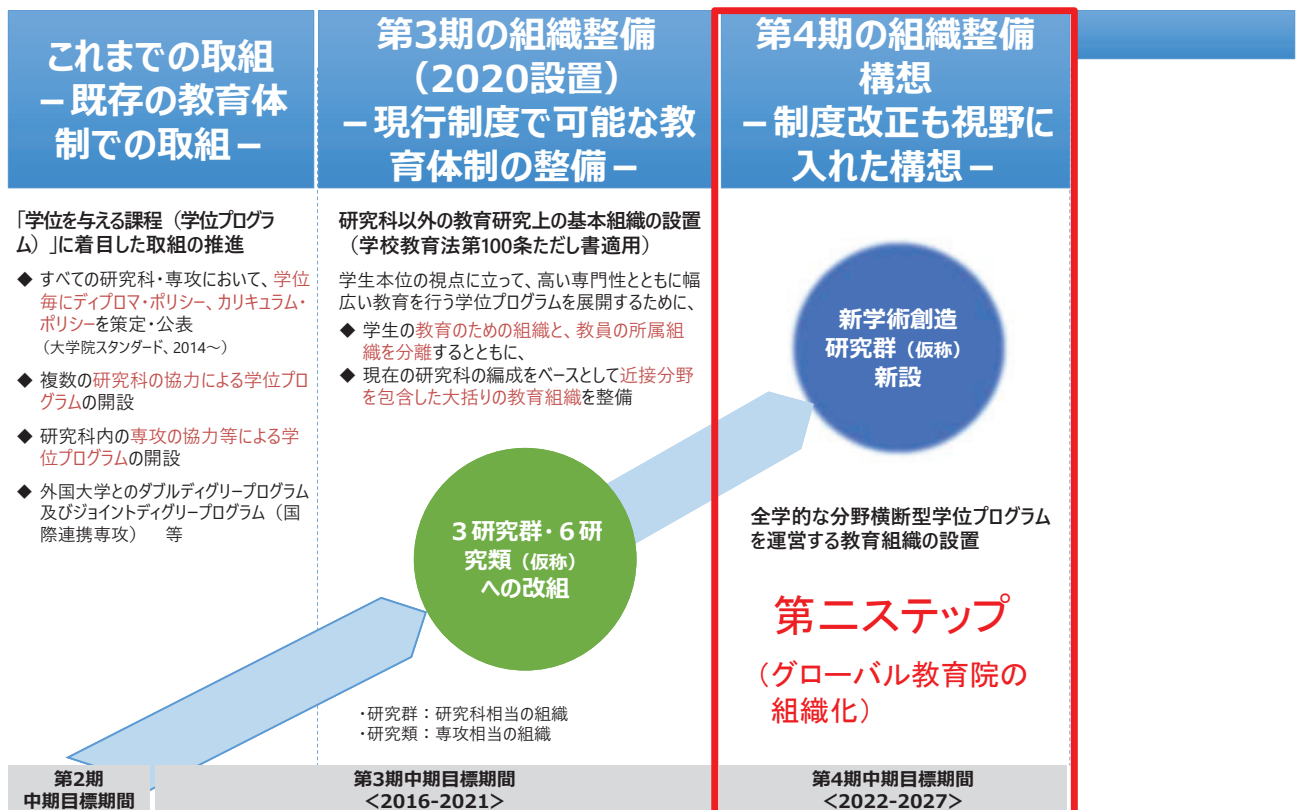 これまでの取組
－既存の教育体
制での取組－
第3期の組織整備
（2020設置）
－現行制度で可能な教
育体制の整備－
第4期の組織整備
構想
－制度改正も視野に
入れた構想－
「学位を与える課程（学位プログラ
ム）」に着目した取組の推進
◆ すべての研究科・専攻において、学位
毎にディプロマ・ポリシー、カリキュラム・
ポリシーを策定・公表
（大学院スタンダード、2014～）
◆ 複数の研究科の協力による学位プロ
グラムの開設
◆ 研究科内の専攻の協力等による学
位プログラムの開設
◆ 外国大学とのダブルディグリープログラム
及びジョイントディグリープログラム（国
際連携専攻） 等
研究科以外の教育研究上の基本組織の設置
（学校教育法第100条ただし書適用）
学生本位の視点に立って、高い専門性とともに幅
広い教育を行う学位プログラムを展開するために、
◆ 学生の教育のための組織と、教員の所属組
織を分離するとともに、
◆ 現在の研究科の編成をベースとして近接分野
を包含した大括りの教育組織を整備
３研究群・６研
究類（仮称）
への改組
・研究群：研究科相当の組織
・研究類：専攻相当の組織
新学術創造
研究群（仮称）
新設
全学的な分野横断型学位プログラム
を運営する教育組織の設置
第二ステップ
（グローバル教育院の
組織化）
第2期
中期目標期間
第3期中期目標期間
<2016-2021>
第4期中期目標期間
<2022-2027>